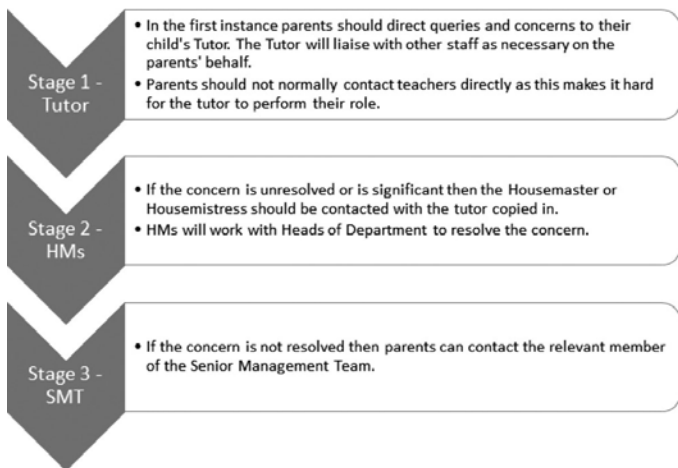 Stage 1 -
Tutor
• In the first instance parents should direct queries and concerns to their
child's Tutor. The Tutor will liaise with other staff as necessary on the
parents' behalf.
• Parents should not normally contact teachers directly as this makes it hard
for the tutor to perform their role.
Stage 2 -
HMs
• If the concern is unresolved or is significant then the Housemaster or
Housemistress should be contacted with the tutor copied in.
• HMs will work with Heads of Department to resolve the concern.
Stage 3 -
SMT
• If the concern is not resolved then parents can contact the relevant member
of the Senior Management Team.